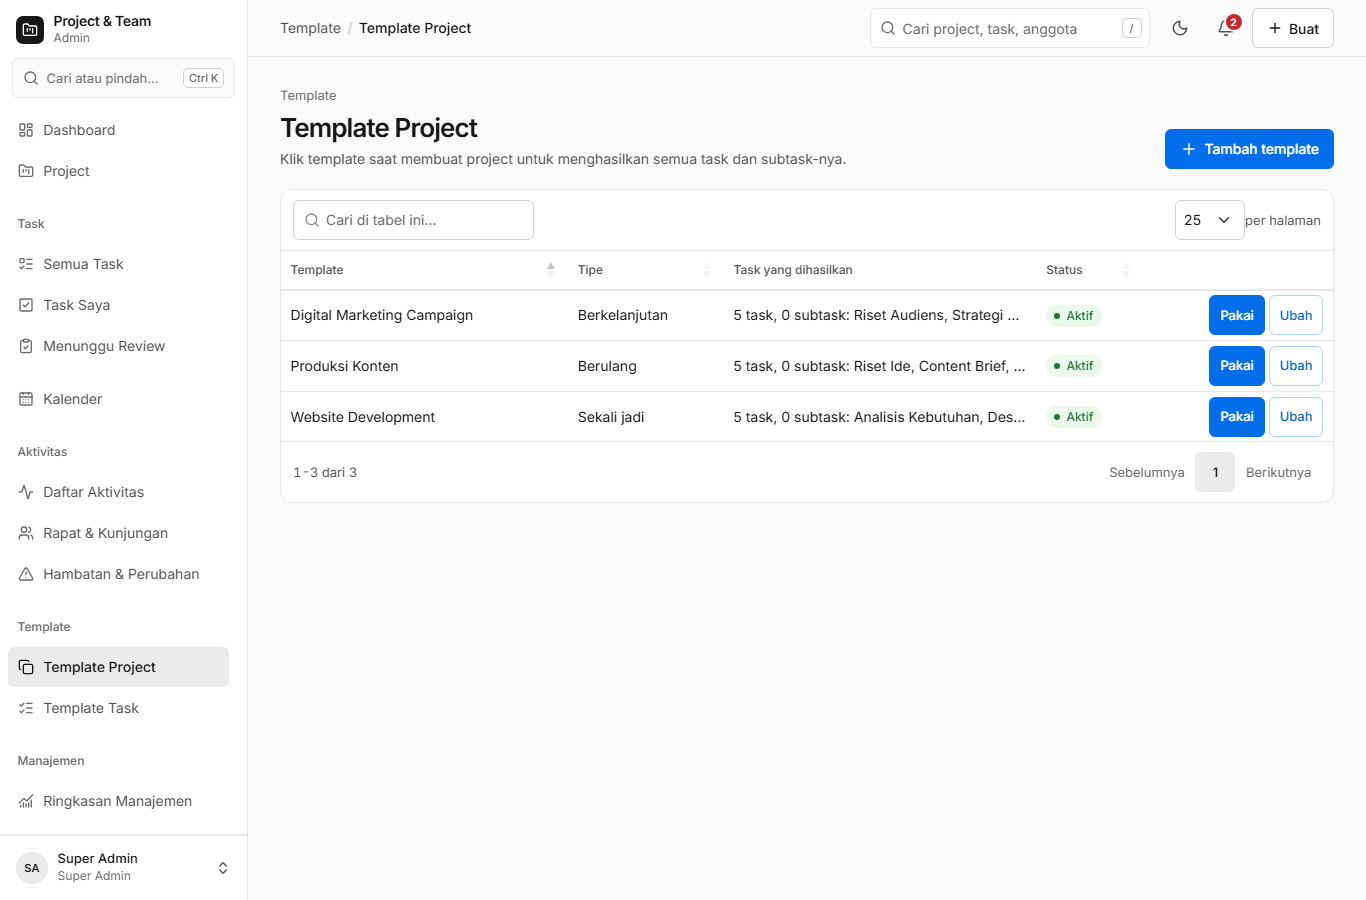 Project & Team
Admin
Cari atau pindah...
Ctrl K
Dashboard
Project
Task
Semua Task
Task Saya
Menunggu Review
Kalender
Aktivitas
Daftar Aktivitas
Rapat & Kunjungan
Hambatan & Perubahan
Template
Template Project
Template Task
Manajemen
Ringkasan Manajemen
SA
Super Admin
Super Admin
Template / Template Project
Cari project, task, anggota
/
2
Buat
Template
Template Project
Klik template saat membuat project untuk menghasilkan semua task dan subtask-nya.
Tambah template
Cari di tabel ini...
25
per halaman
Template Tipe Task yang dihasilkan Status
Digital Marketing Campaign Berkelanjutan 5 task, 0 subtask: Riset Audiens, Strategi ... Aktif Pakai Ubah
Produksi Konten Berulang 5 task, 0 subtask: Riset Ide, Content Brief, ... Aktif Pakai Ubah
Website Development Sekali jadi 5 task, 0 subtask: Analisis Kebutuhan, Des... Aktif Pakai Ubah
1-3 dari 3
Sebelumnya 1 Berikutnya